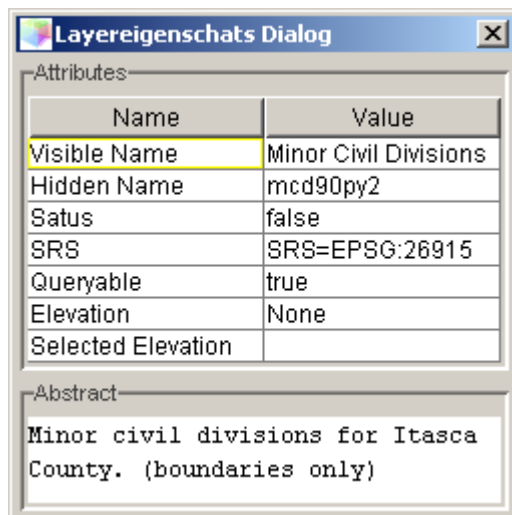 Layereigenschats Dialog
Attributes
Name Value
Visible Name Minor Civil Divisions
Hidden Name mcd90py2
Satus false
SRS SRS=EPSG:26915
Queryable true
Elevation None
Selected Elevation
Abstract
Minor civil divisions for Itasca
County. (boundaries only)